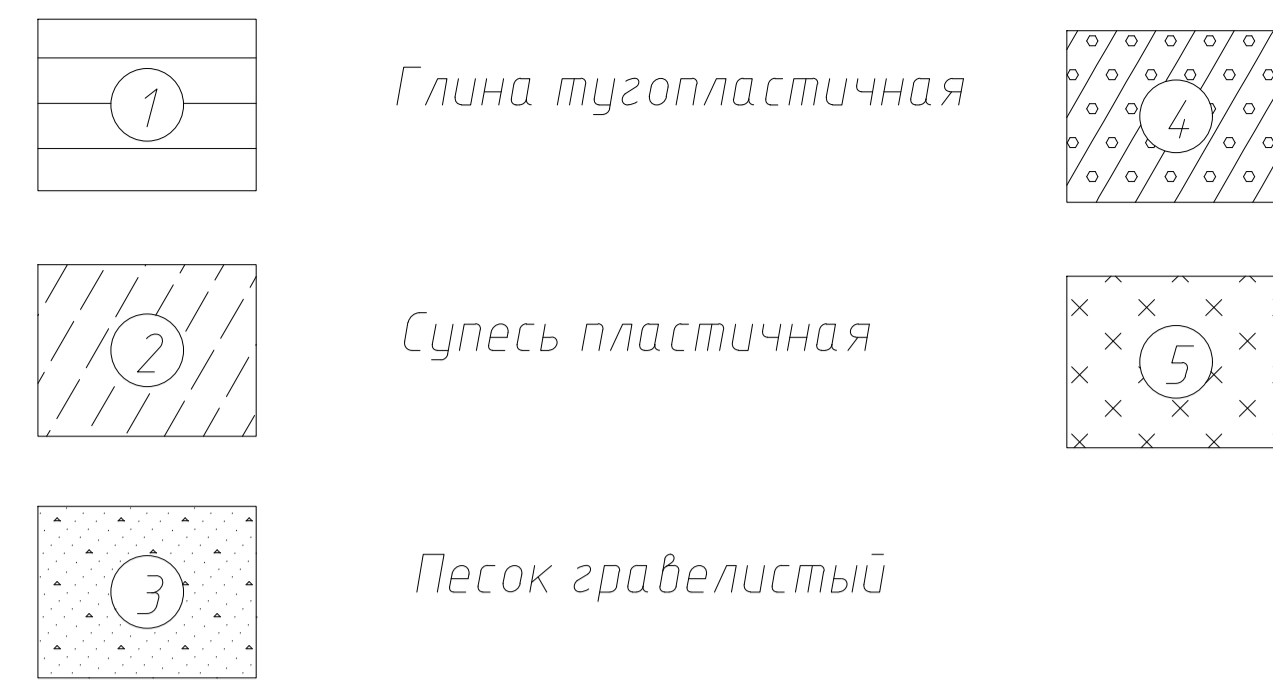 1 Глина тугопластичная
4
2 Супесь пластичная
5
3 Песок гравелистый